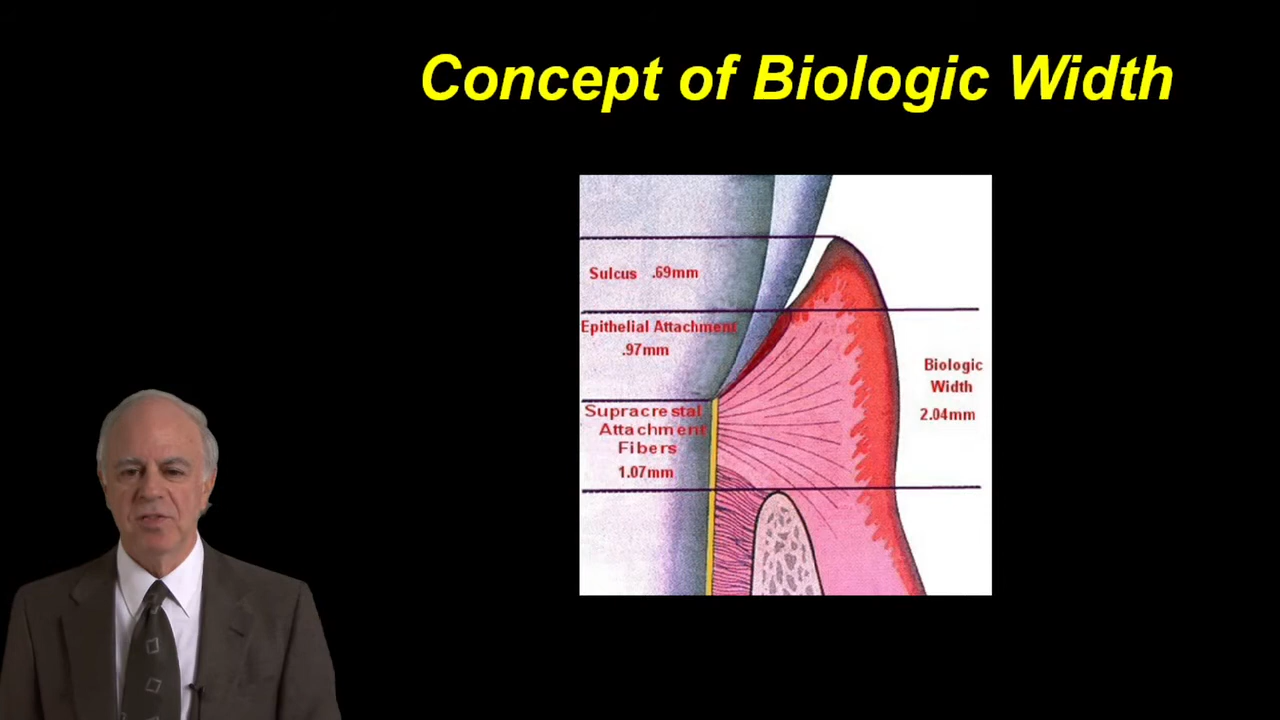 Concept of Biologic Width
Sulcus .69mm
Epithelial Attachment
.97mm
Supracrestal
Attachment
Fibers
1.07mm
Biologic
Width
2.04mm